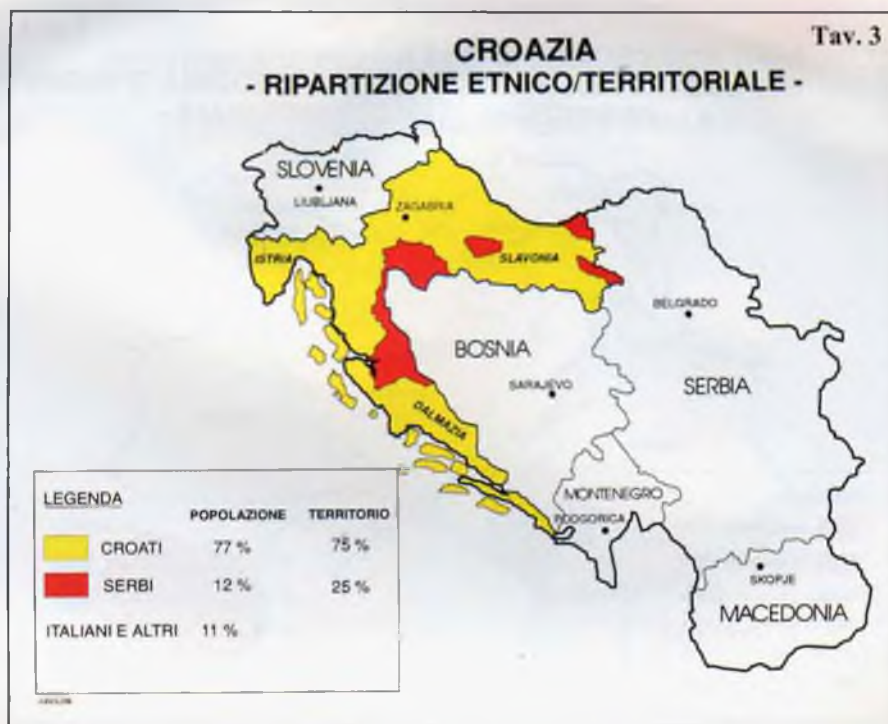 Tav. 3
CROAZIA
- RIPARTIZIONE ETNICO/TERRITORIALE -
SLOVENIA
LJUBLJANA
ZAGABRIA
ISTRIA
SLAVONIA
BELGRADO
BOSNIA
SARAJEVO
SERBIA
DALMAZIA
MONTENEGRO
PODGORICA
SKOPJE
MACEDONIA
LEGENDA
POPOLAZIONE TERRITORIO
CROATI 77 % 75 %
SERBI 12 % 25 %
ITALIANI E ALTRI 11 %